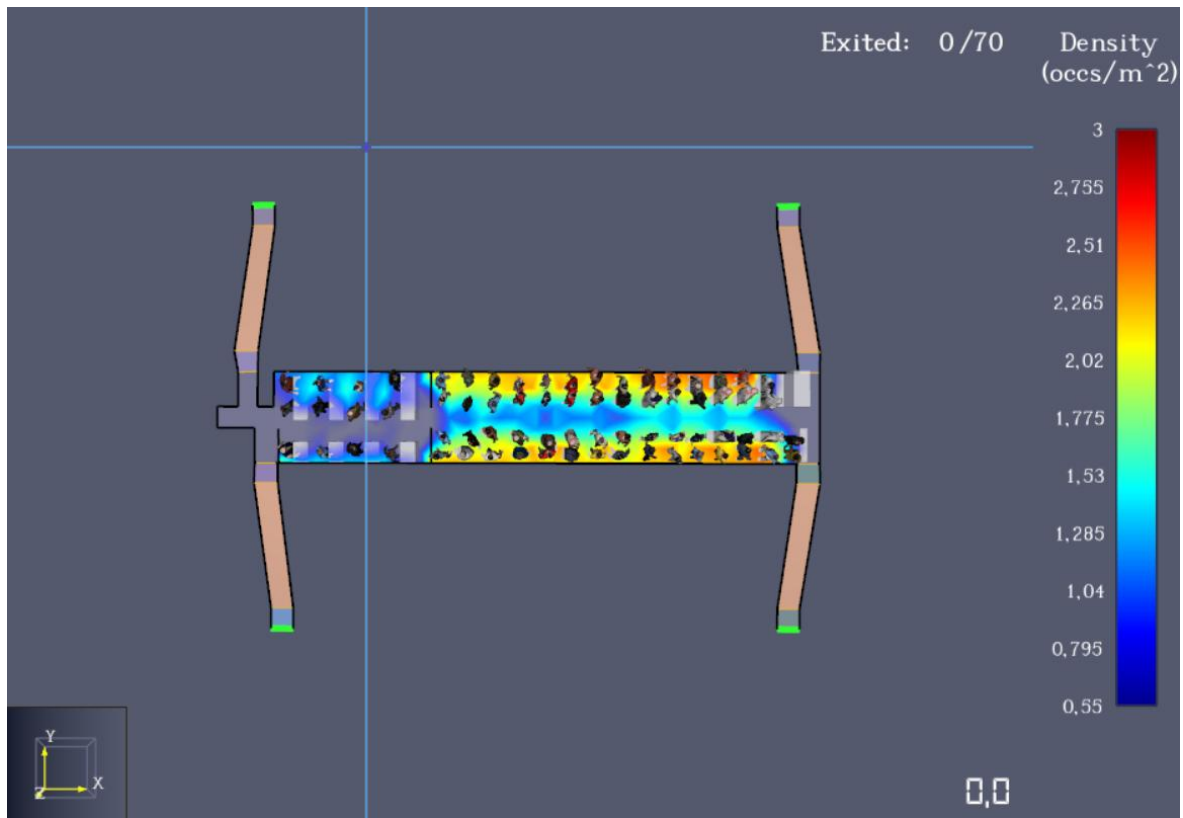 Exited: 0/70
Density
(occs/m^2)
3
2,755
2,51
2,265
2,02
1,775
1,53
1,285
1,04
0,795
0,55
Y
X
Z
0,0